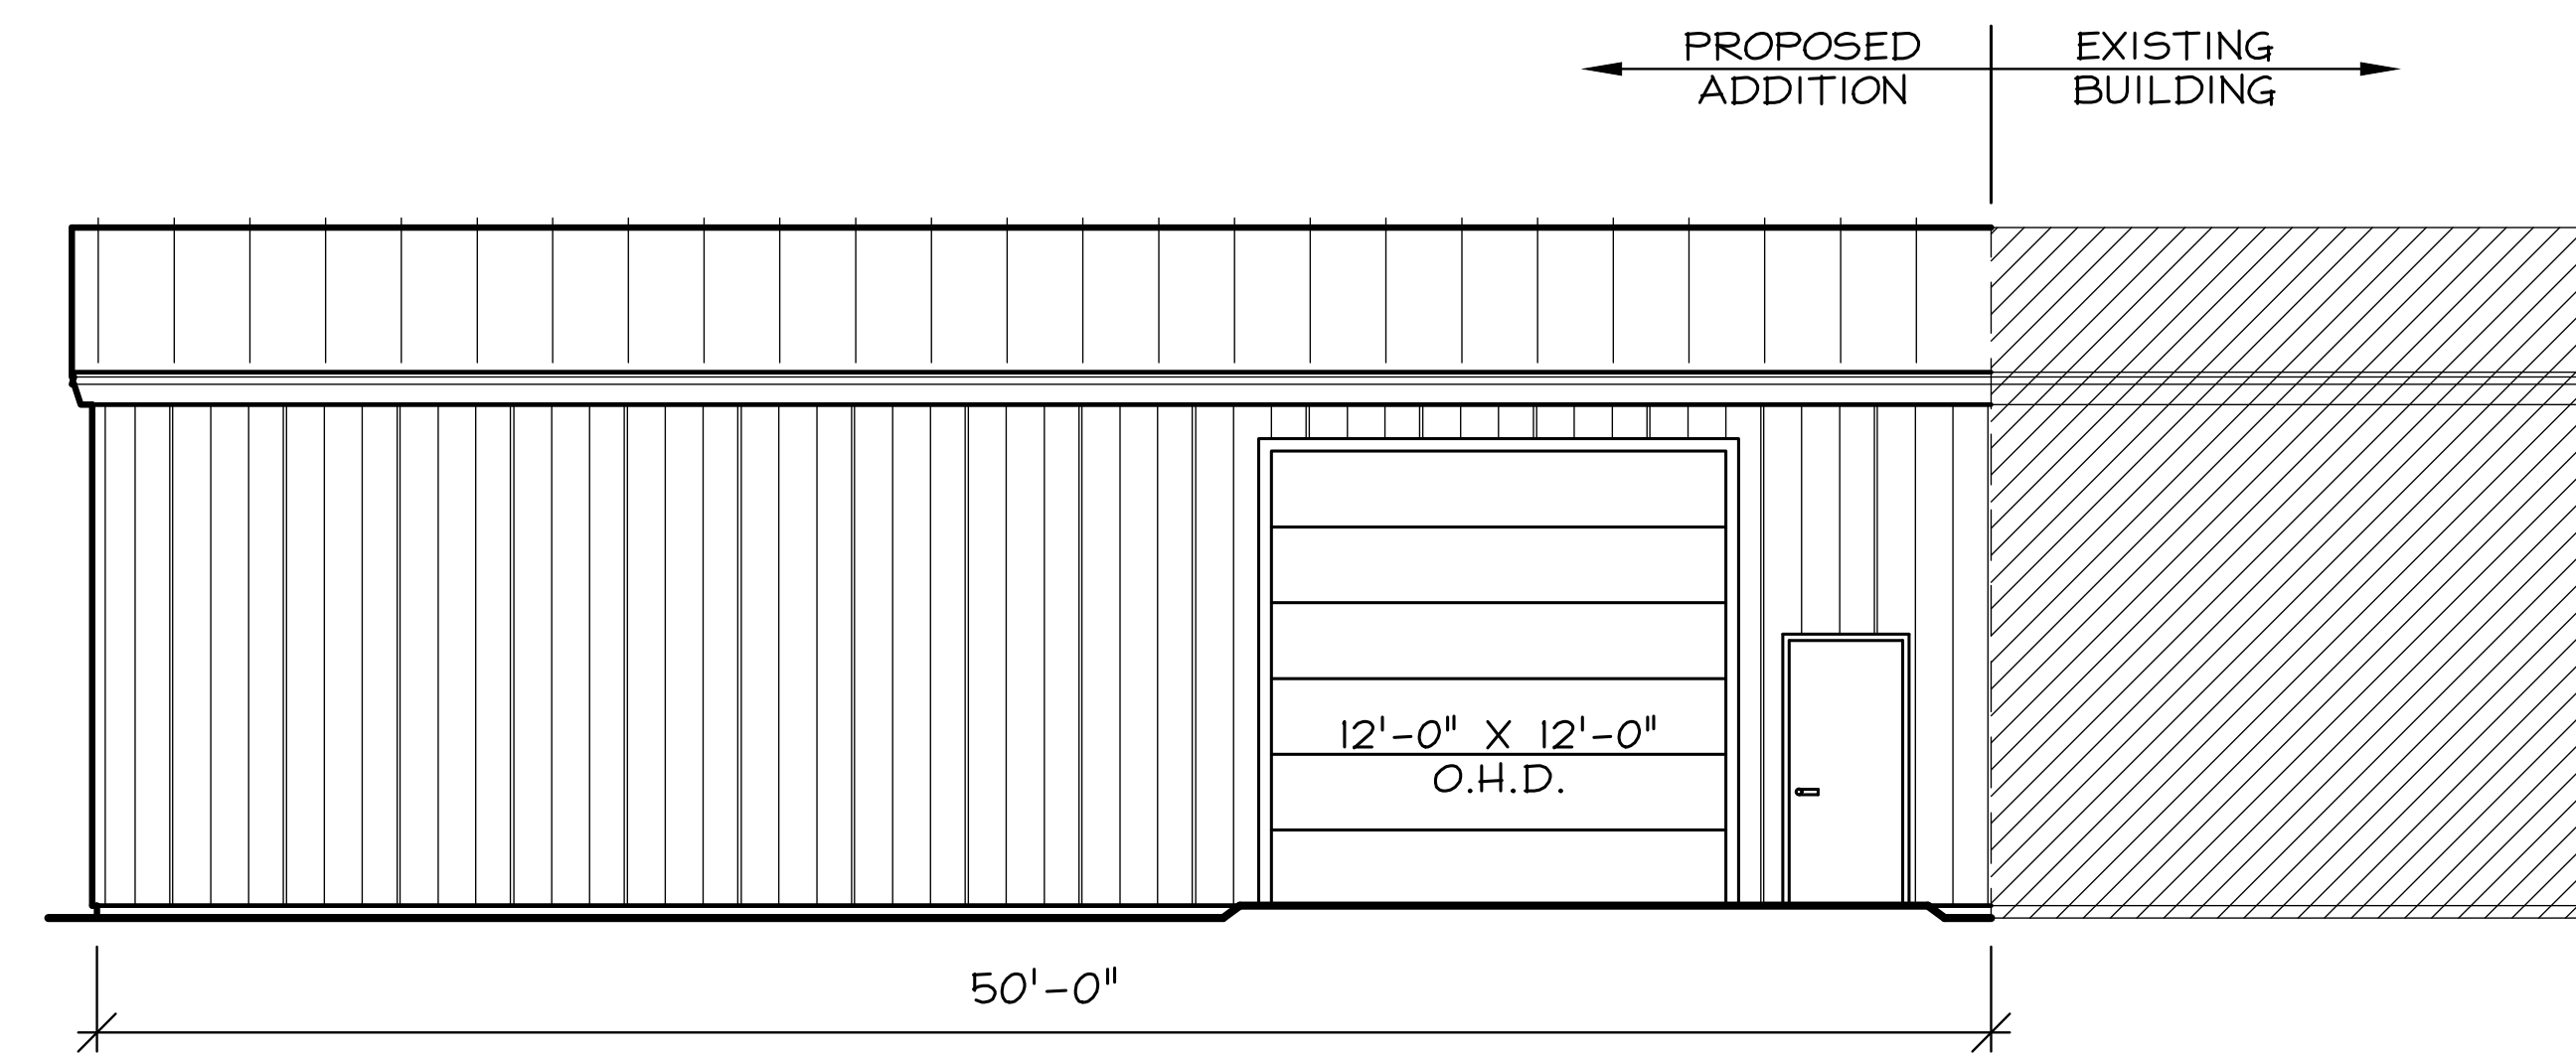 PROPOSED
ADDITION
EXISTING
BUILDING
12'-0" X 12'-0"
O.H.D.
50'-0"